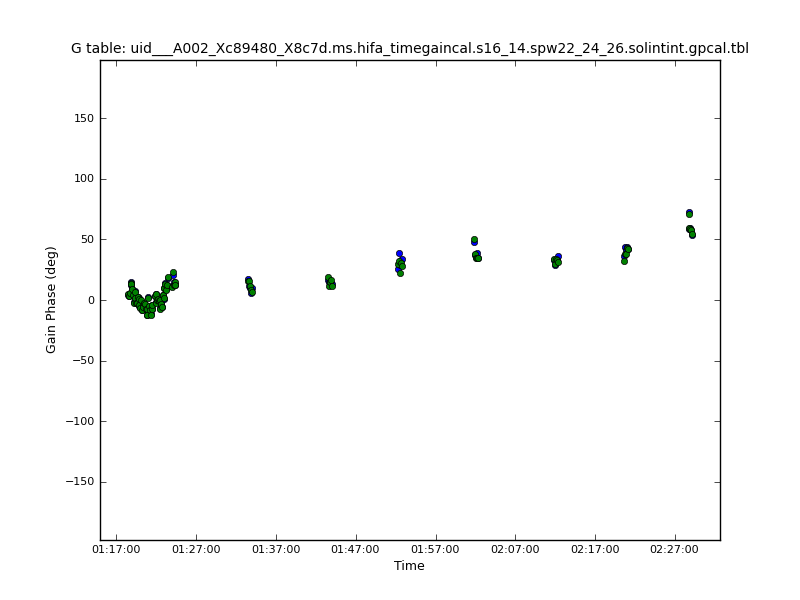 G table: uid___A002_Xc89480_X8c7d.ms.hifa_timegaincal.s16_14.spw22_24_26.solintint.gpcal.tbl
150
100
50
0
−50
−100
−150
Gain Phase (deg)
01:17:00 01:27:00 01:37:00 01:47:00 01:57:00 02:07:00 02:17:00 02:27:00
Time